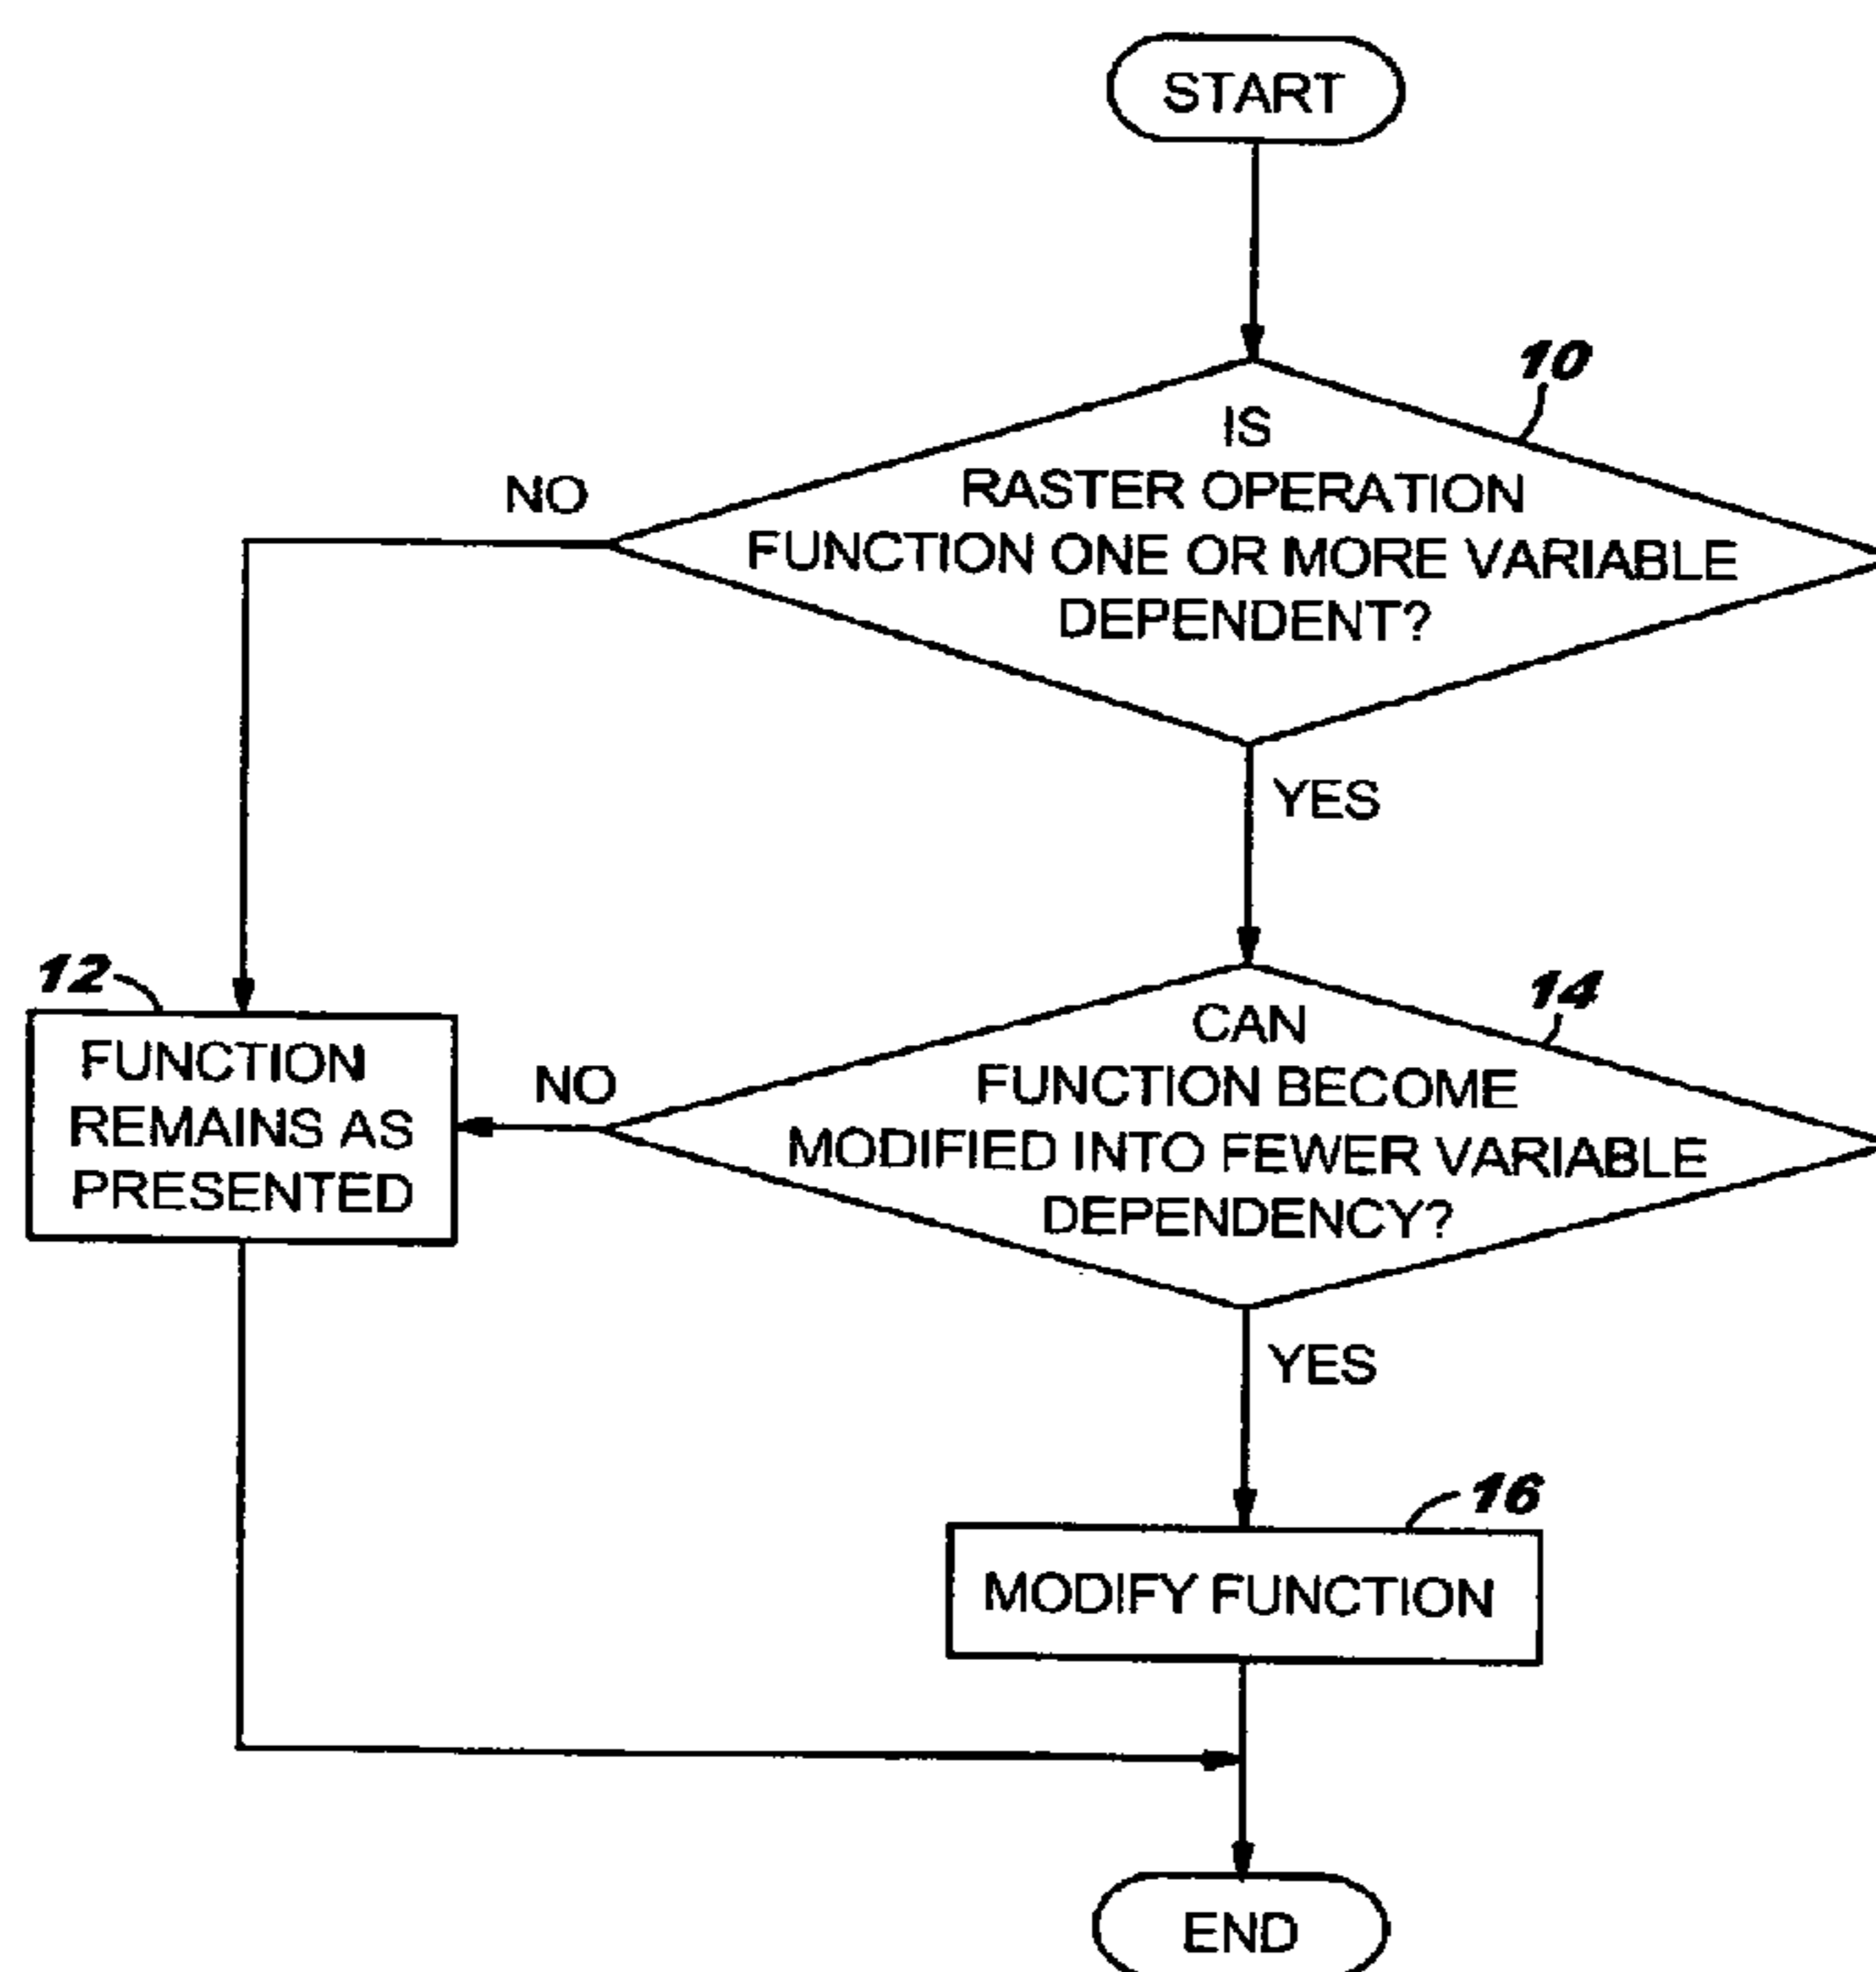 START
10
IS
RASTER OPERATION
FUNCTION ONE OR MORE VARIABLE
DEPENDENT?
NO
YES
12
FUNCTION
REMAINS AS
PRESENTED
NO
14
CAN
FUNCTION BECOME
MODIFIED INTO FEWER VARIABLE
DEPENDENCY?
YES
16
MODIFY FUNCTION
END